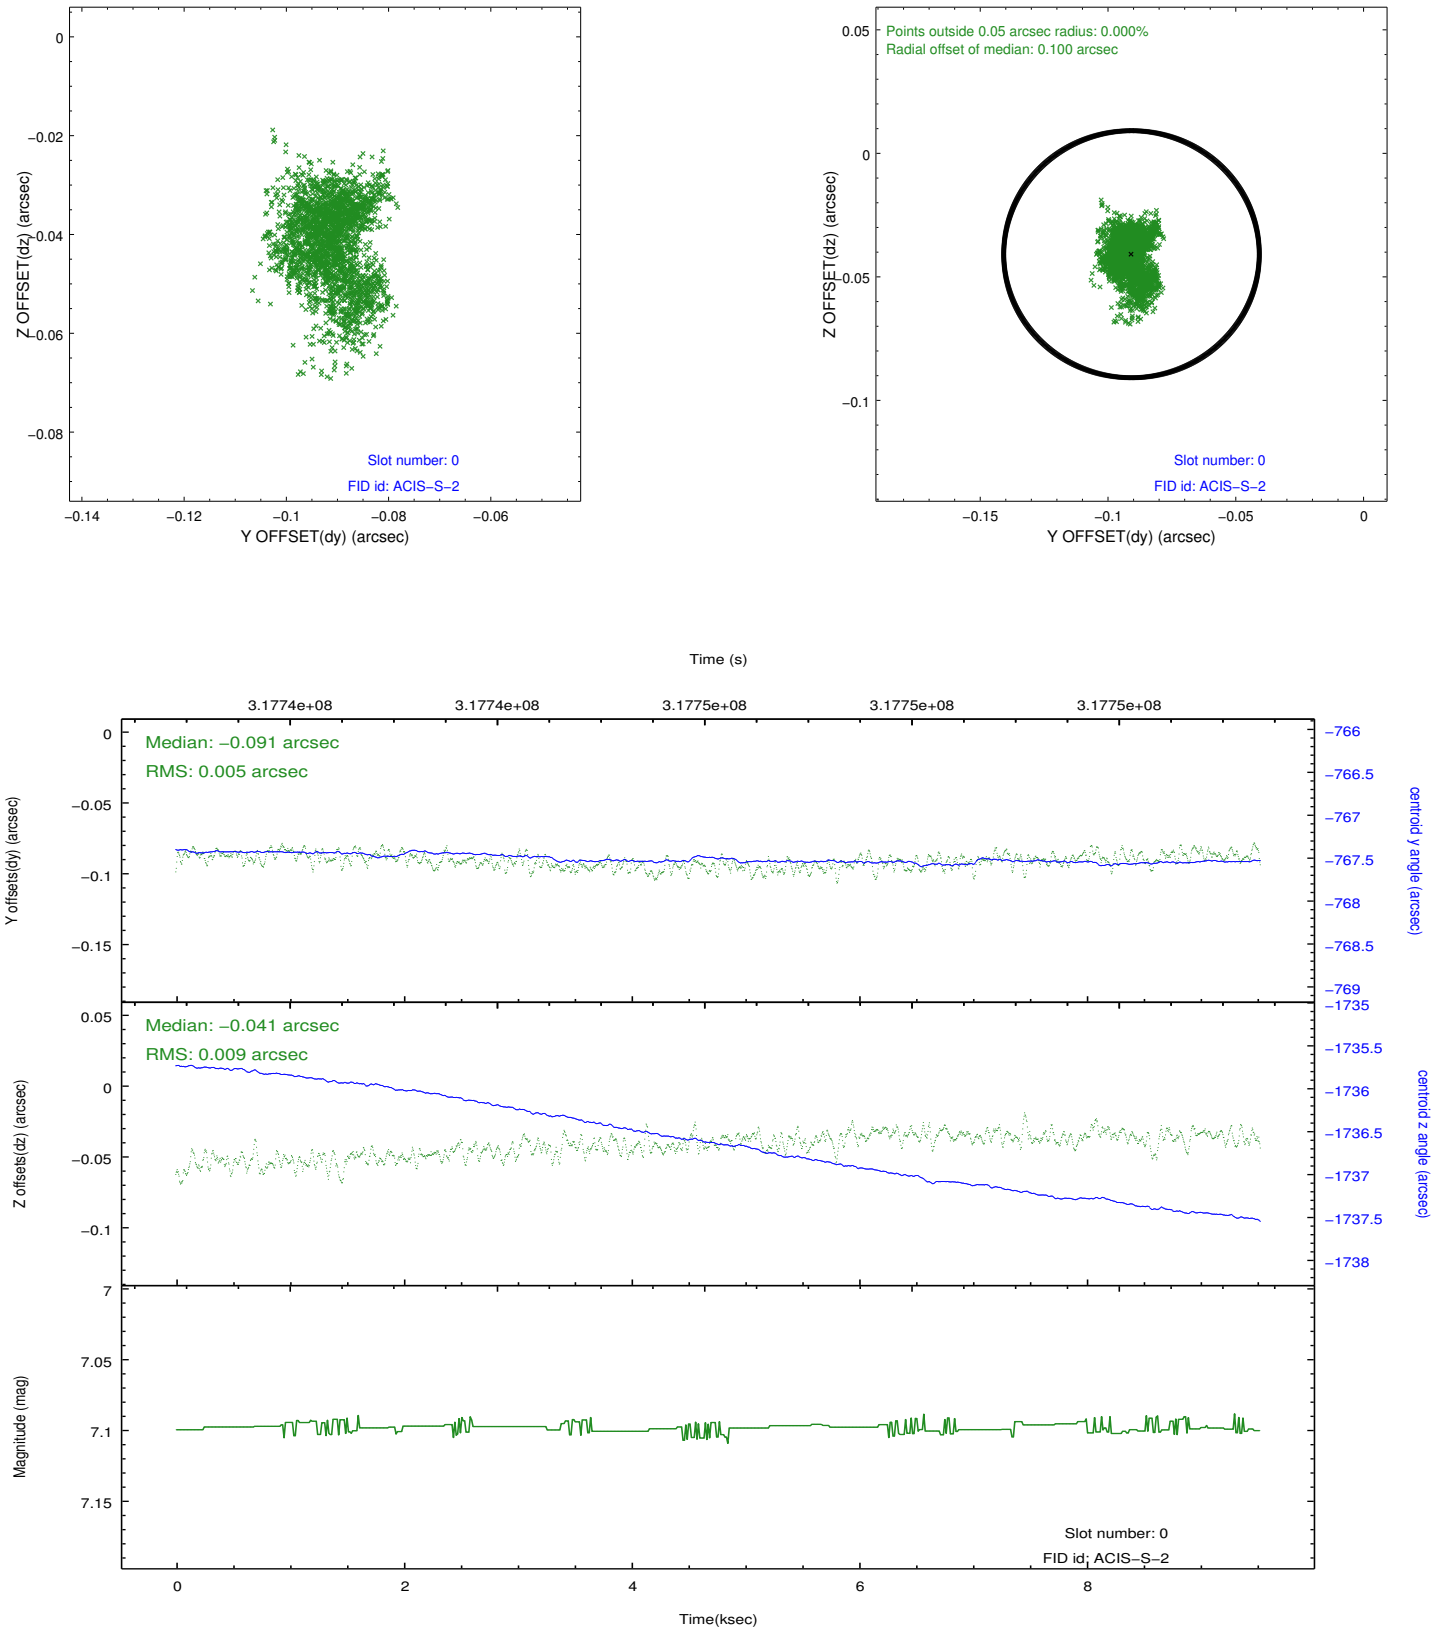 0
−0.02
−0.04
−0.06
−0.08
Z OFFSET(dz) (arcsec)
Slot number: 0
FID id: ACIS−S−2
−0.14 −0.12 −0.1 −0.08 −0.06
Y OFFSET(dy) (arcsec)
Points outside 0.05 arcsec radius: 0.000%
Radial offset of median: 0.100 arcsec
0.05
0
−0.05
−0.1
Z OFFSET(dz) (arcsec)
Slot number: 0
FID id: ACIS−S−2
−0.15 −0.1 −0.05 0
Y OFFSET(dy) (arcsec)
Time (s)
3.1774e+08 3.1774e+08 3.1775e+08 3.1775e+08 3.1775e+08
Median: −0.091 arcsec
RMS: 0.005 arcsec
0
−0.05
−0.1
−0.15
Y offsets(dy) (arcsec)
−766
−766.5
−767
−767.5
−768
−768.5
−769
centroid y angle (arcsec)
Median: −0.041 arcsec
RMS: 0.009 arcsec
0.05
0
−0.05
−0.1
Z offsets(dz) (arcsec)
−1735
−1735.5
−1736
−1736.5
−1737
−1737.5
−1738
centroid z angle (arcsec)
7
7.05
7.1
7.15
Magnitude (mag)
Slot number: 0
FID id: ACIS−S−2
0 2 4 6 8
Time(ksec)